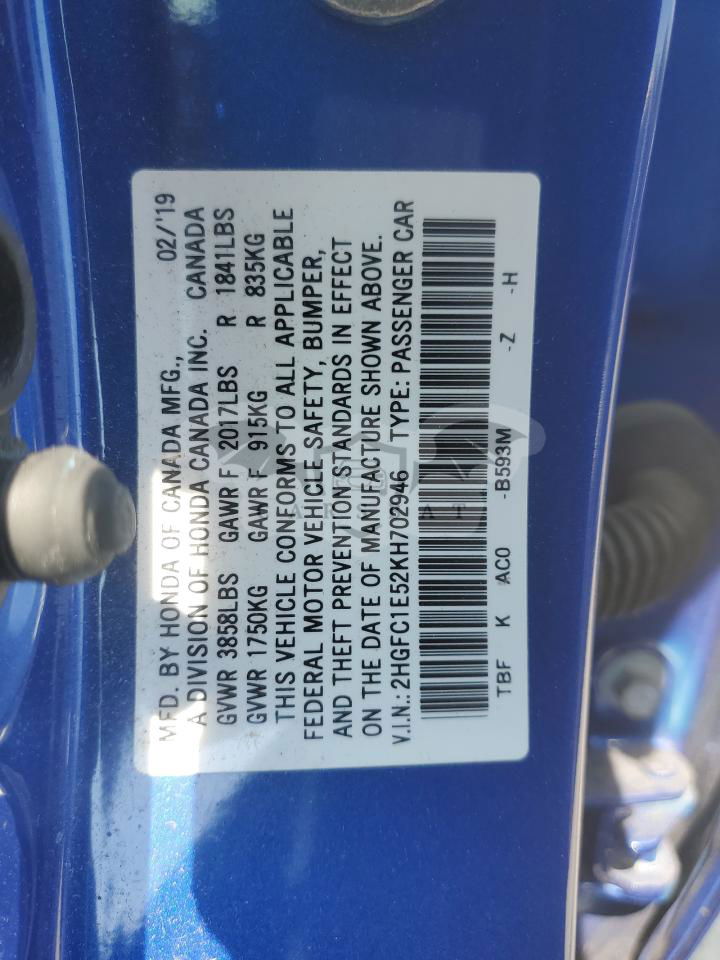 MFD. BY HONDA OF CANADA MFG., 02/'19
A DIVISION OF HONDA CANADA INC. CANADA
GVWR 3858LBS GAWR F 2017LBS R 1841LBS
GVWR 1750KG GAWR F 915KG R 835KG
THIS VEHICLE CONFORMS TO ALL APPLICABLE
FEDERAL MOTOR VEHICLE SAFETY, BUMPER,
AND THEFT PREVENTION STANDARDS IN EFFECT
ON THE DATE OF MANUFACTURE SHOWN ABOVE.
V.I.N.: 2HGFC1E52KH702946 TYPE: PASSENGER CAR
TBF K AC0 -B593M -Z -H